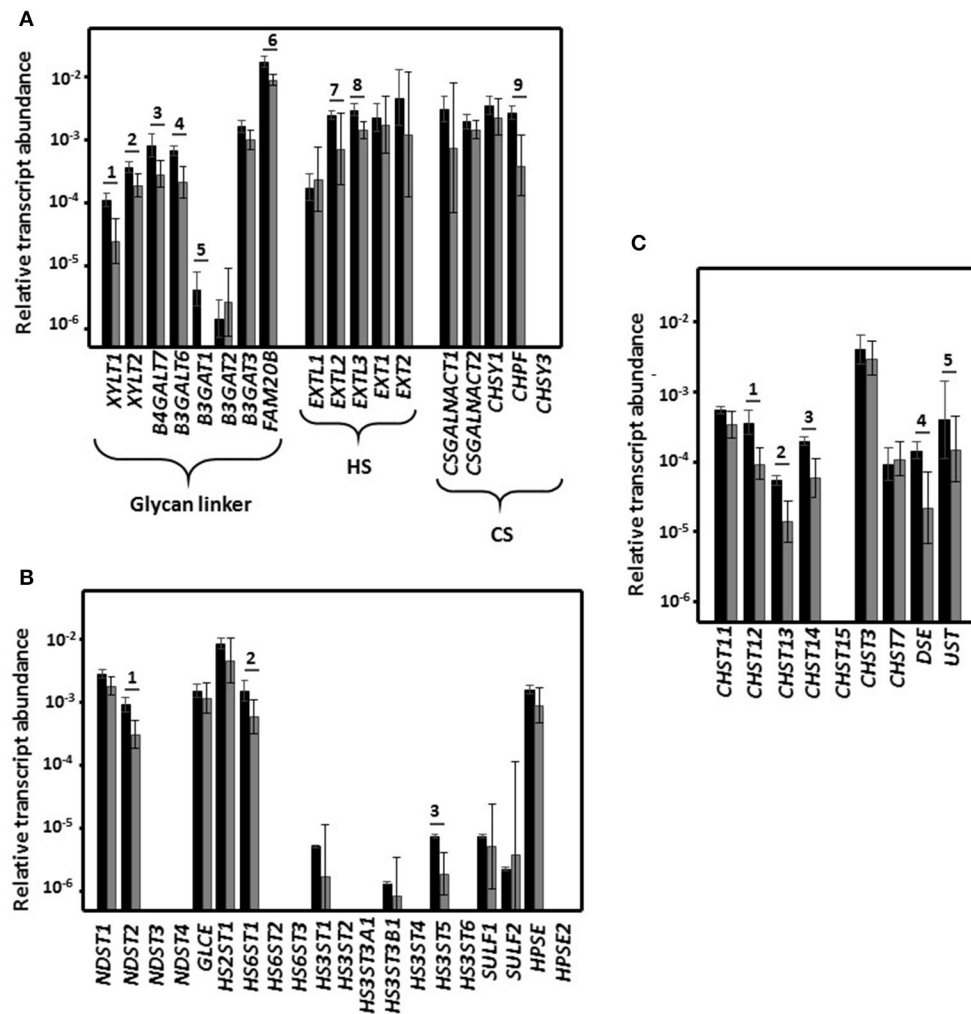 A
Relative transcript abundance
10-2
10-3
10-4
10-5
10-6
1
2
3
4
5
6
7
8
9
XYLT1
XYLT2
B4GALT7
B3GALT6
B3GAT1
B3GAT2
B3GAT3
FAM20B
EXTL1
EXTL2
EXTL3
EXT1
EXT2
CSGALNACT1
CSGALNACT2
CHSY1
CHPF
CHSY3
Glycan linker
HS
CS
B
Relative transcript abundance
10-2
10-3
10-4
10-5
10-6
1
2
3
NDST1
NDST2
NDST3
NDST4
GLCE
HS2ST1
HS6ST1
HS6ST2
HS6ST3
HS3ST1
HS3ST2
HS3ST3A1
HS3ST3B1
HS3ST4
HS3ST5
HS3ST6
SULF1
SULF2
HPSE
HPSE2
C
Relative transcript abundance
10-2
10-3
10-4
10-5
10-6
1
2
3
4
5
CHST11
CHST12
CHST13
CHST14
CHST15
CHST3
CHST7
DSE
UST